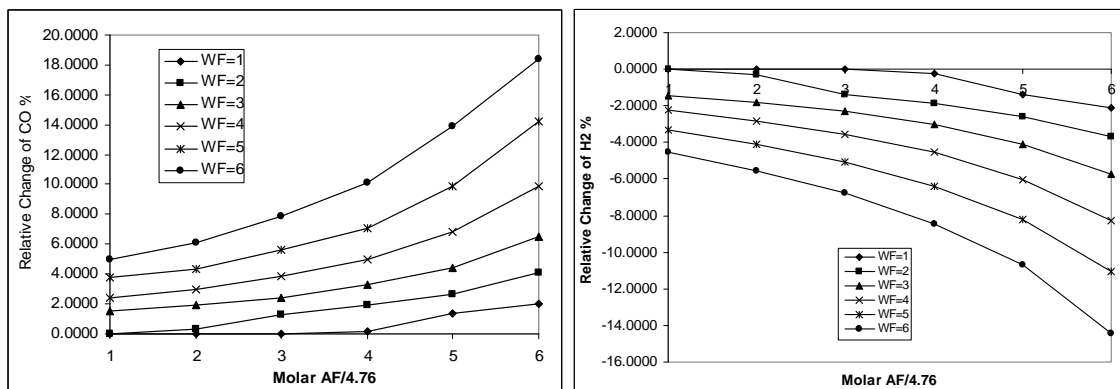 20.0000
18.0000
16.0000
14.0000
12.0000
10.0000
8.0000
6.0000
4.0000
2.0000
0.0000
Relative Change of CO %
WF=1
WF=2
WF=3
WF=4
WF=5
WF=6
1 2 3 4 5 6
Molar AF/4.76
2.0000
0.0000
-2.0000
-4.0000
-6.0000
-8.0000
-10.0000
-12.0000
-14.0000
-16.0000
Relative Change of H2 %
1 2 3 4 5 6
WF=1
WF=2
WF=3
WF=4
WF=5
WF=6
Molar AF/4.76